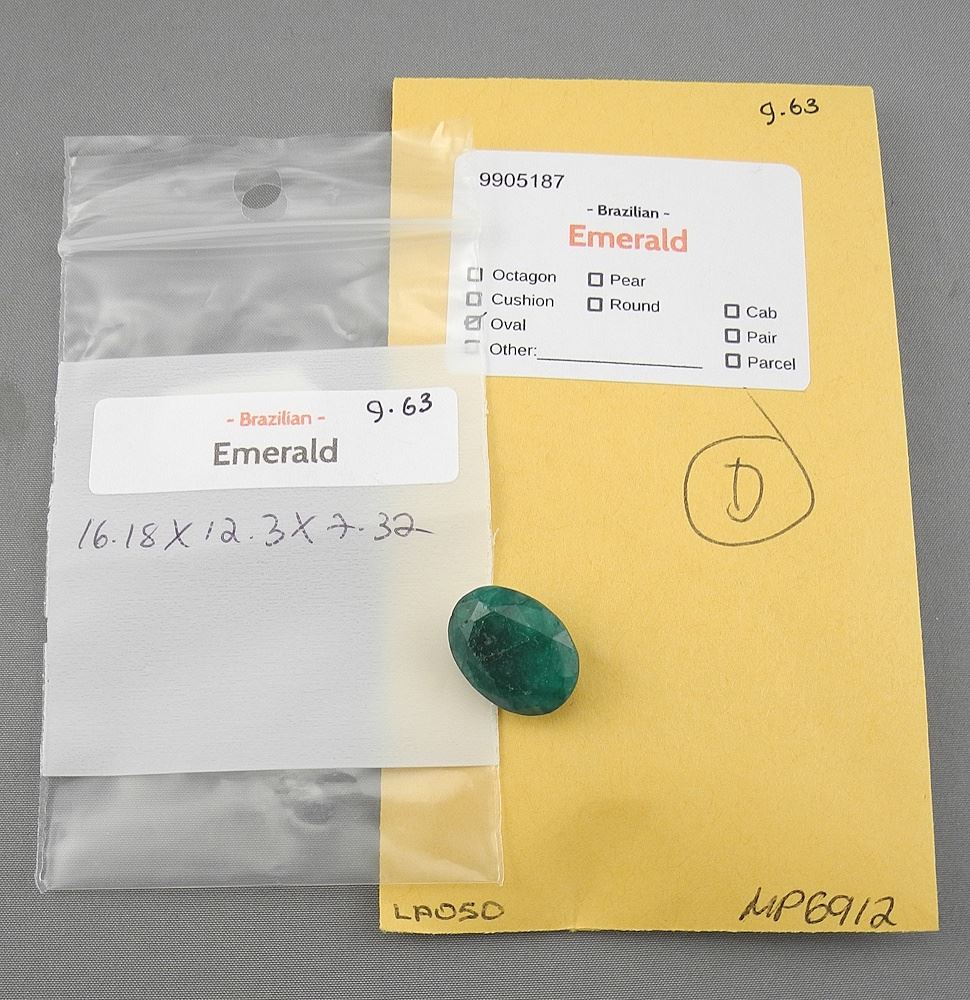 9.63
9905187
- Brazilian -
Emerald
Octagon
Cushion
Oval
Other:
Pear
Round
Cab
Pair
Parcel
D
- Brazilian -
9.63
Emerald
16.18 X 12.3 X 7.32
LA050
MP6912